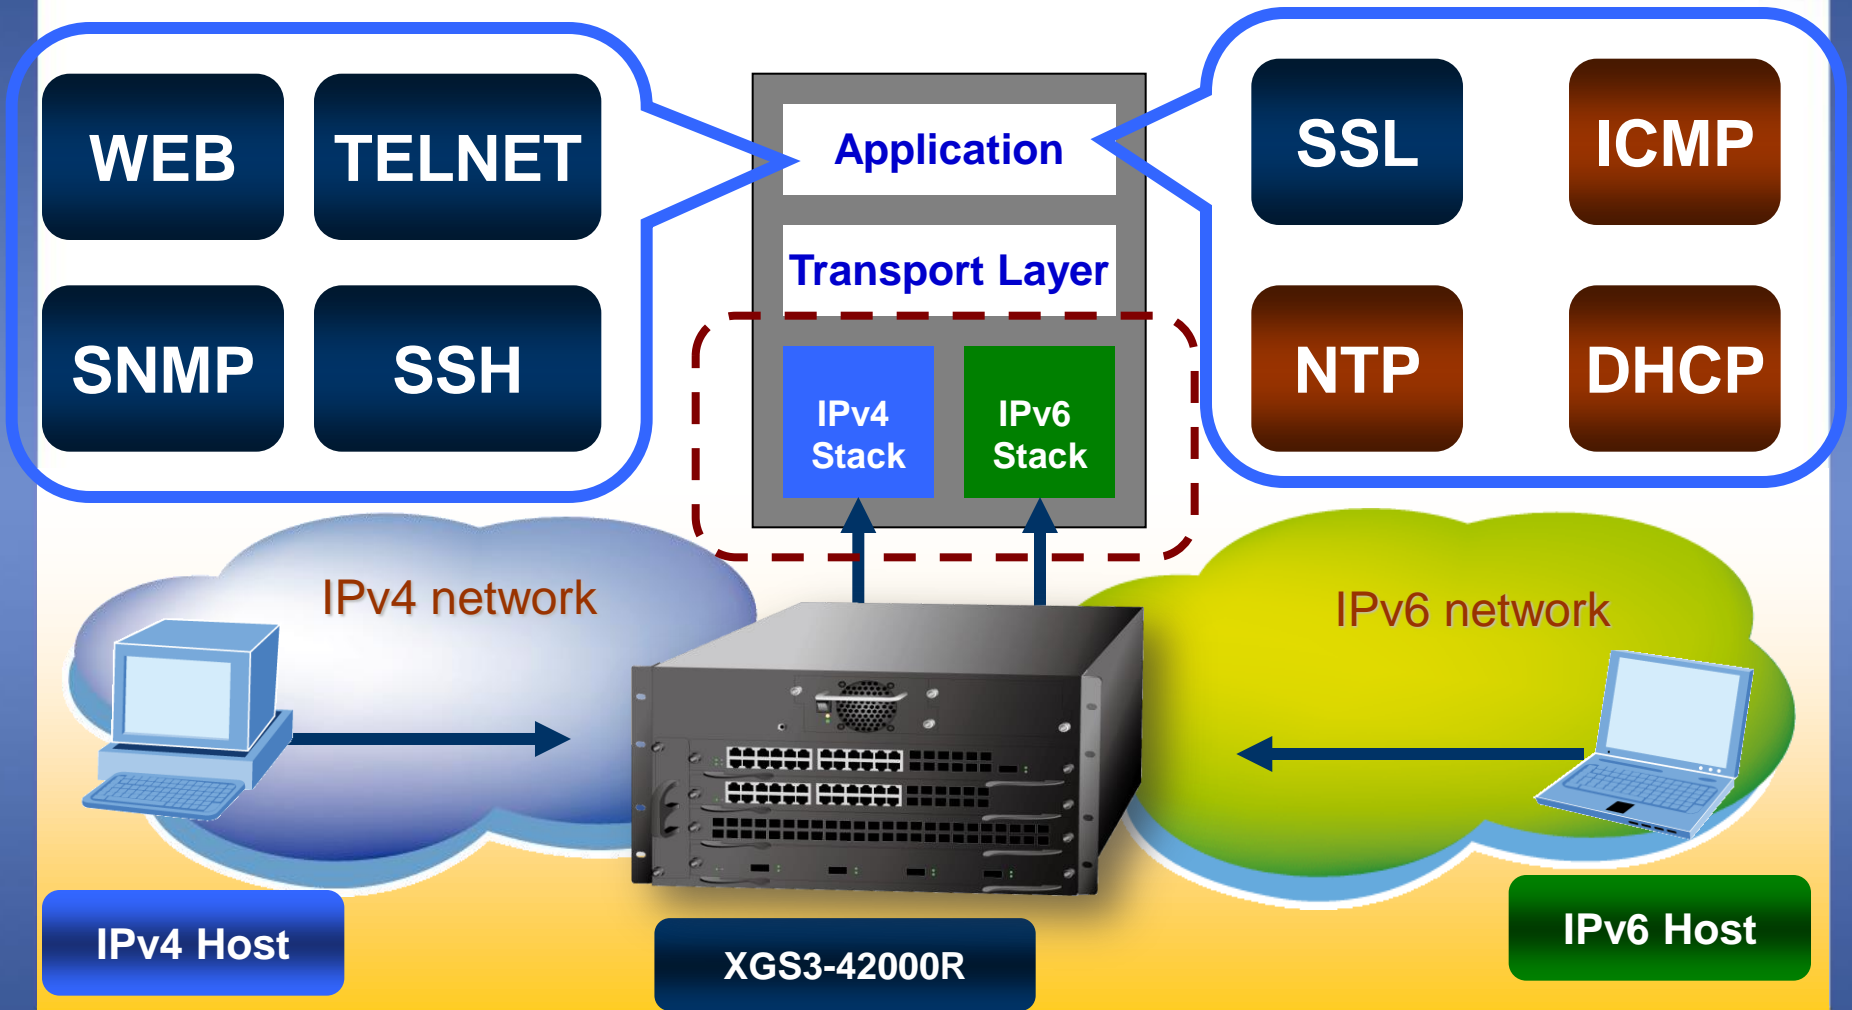 WEB
TELNET
SNMP
SSH
Application
Transport Layer
IPv4
Stack
IPv6
Stack
SSL
ICMP
NTP
DHCP
IPv4 network
IPv6 network
IPv4 Host
XGS3-42000R
IPv6 Host